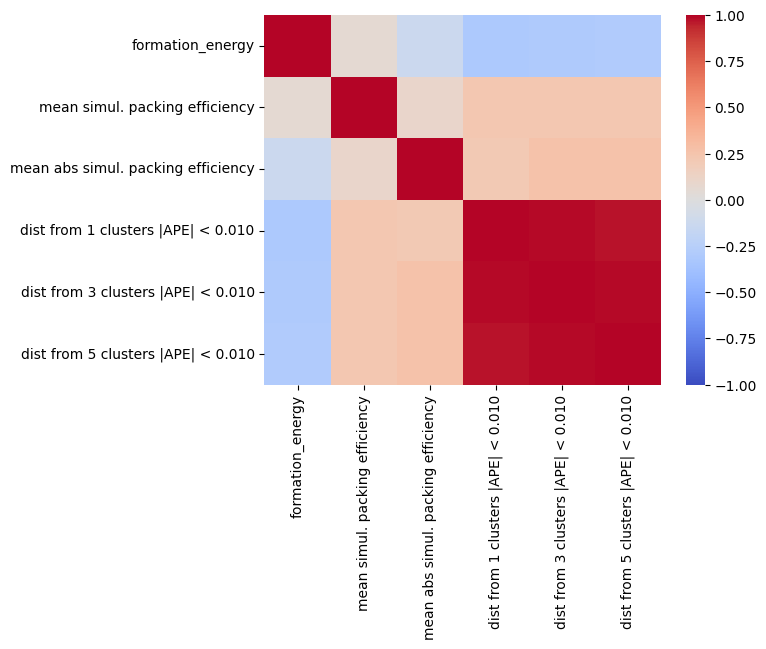 formation_energy
mean simul. packing efficiency
mean abs simul. packing efficiency
dist from 1 clusters |APE| < 0.010
dist from 3 clusters |APE| < 0.010
dist from 5 clusters |APE| < 0.010
formation_energy
mean simul. packing efficiency
mean abs simul. packing efficiency
dist from 1 clusters |APE| < 0.010
dist from 3 clusters |APE| < 0.010
dist from 5 clusters |APE| < 0.010
1.00
0.75
0.50
0.25
0.00
−0.25
−0.50
−0.75
−1.00